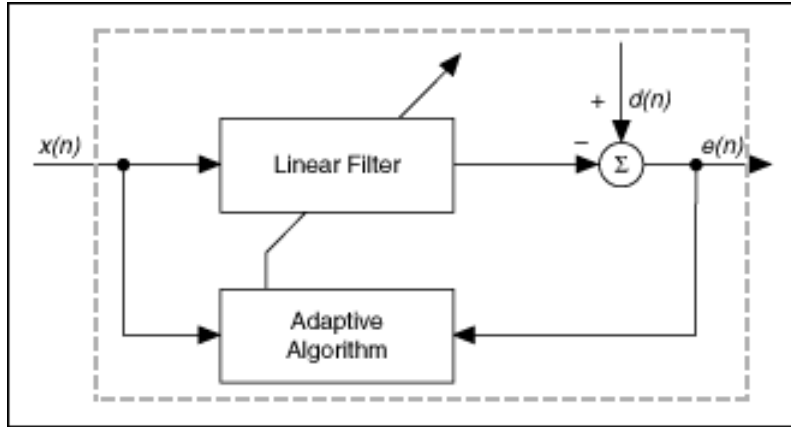 x(n)
Linear Filter
+
d(n)
−
Σ
e(n)
Adaptive
Algorithm